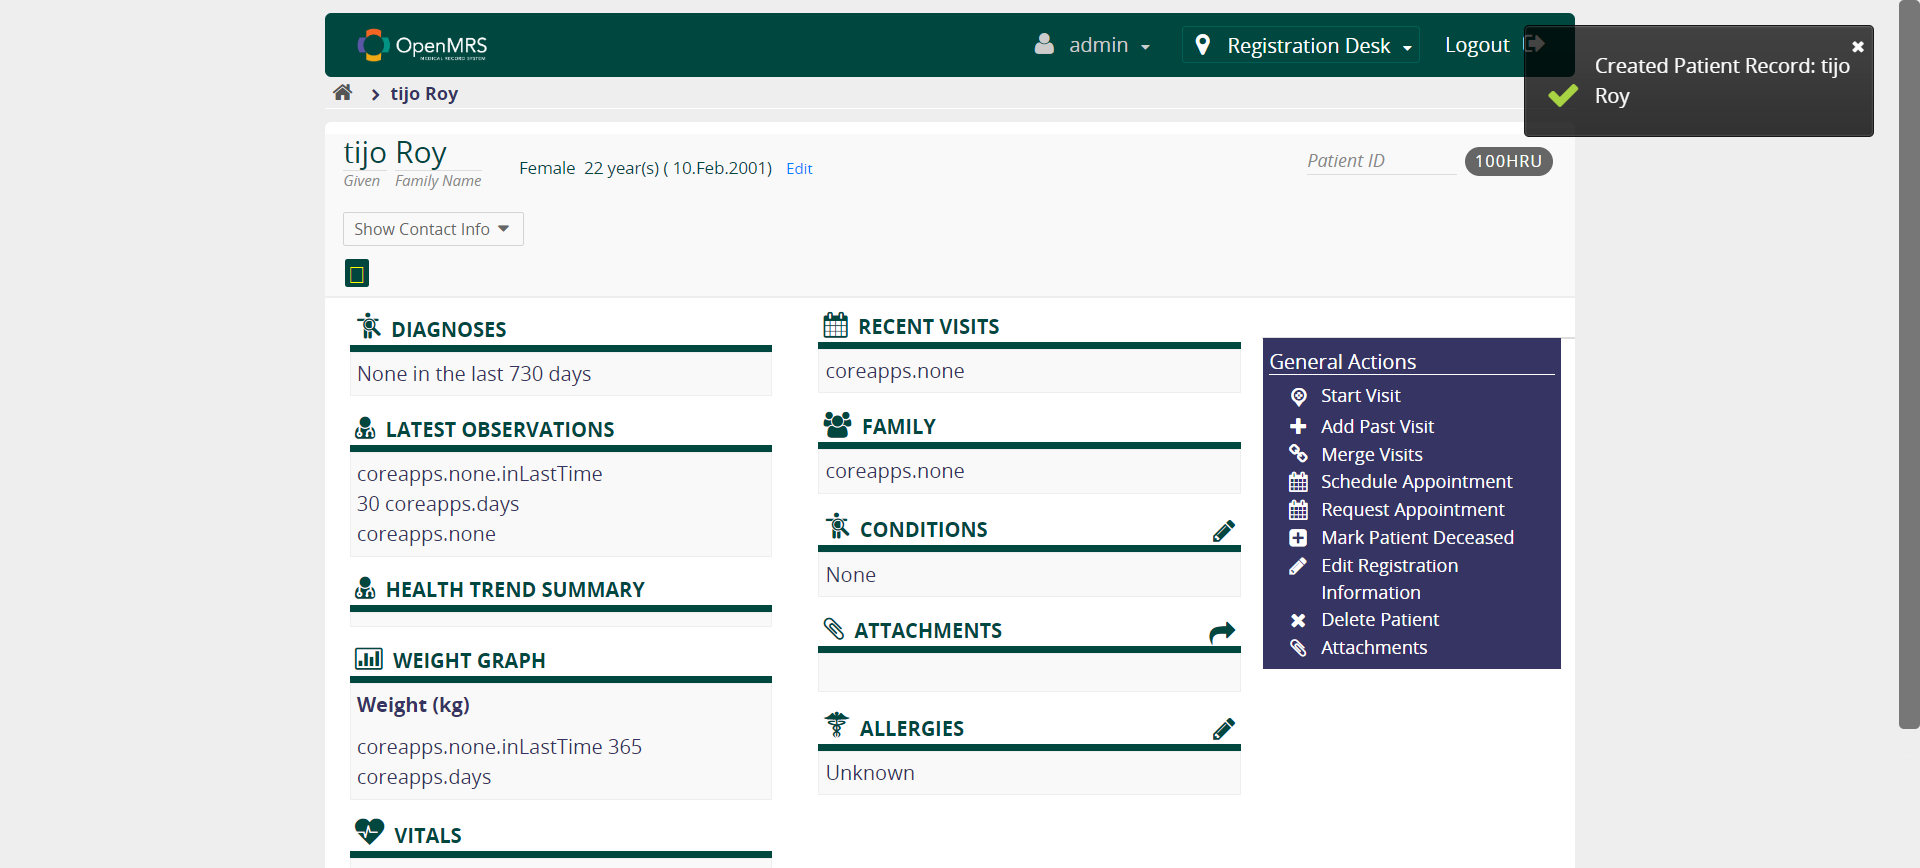 OpenMRS
MEDICAL RECORD SYSTEM
admin
Registration Desk
Logout
Created Patient Record: tijo
Roy
tijo Roy
tijo Roy
Given Family Name
Female 22 year(s) ( 10.Feb.2001) Edit
Patient ID 100HRU
Show Contact Info
DIAGNOSES
None in the last 730 days
LATEST OBSERVATIONS
coreapps.none.inLastTime
30 coreapps.days
coreapps.none
HEALTH TREND SUMMARY
WEIGHT GRAPH
Weight (kg)
coreapps.none.inLastTime 365
coreapps.days
VITALS
RECENT VISITS
coreapps.none
FAMILY
coreapps.none
CONDITIONS
None
ATTACHMENTS
ALLERGIES
Unknown
General Actions
Start Visit
Add Past Visit
Merge Visits
Schedule Appointment
Request Appointment
Mark Patient Deceased
Edit Registration
Information
Delete Patient
Attachments